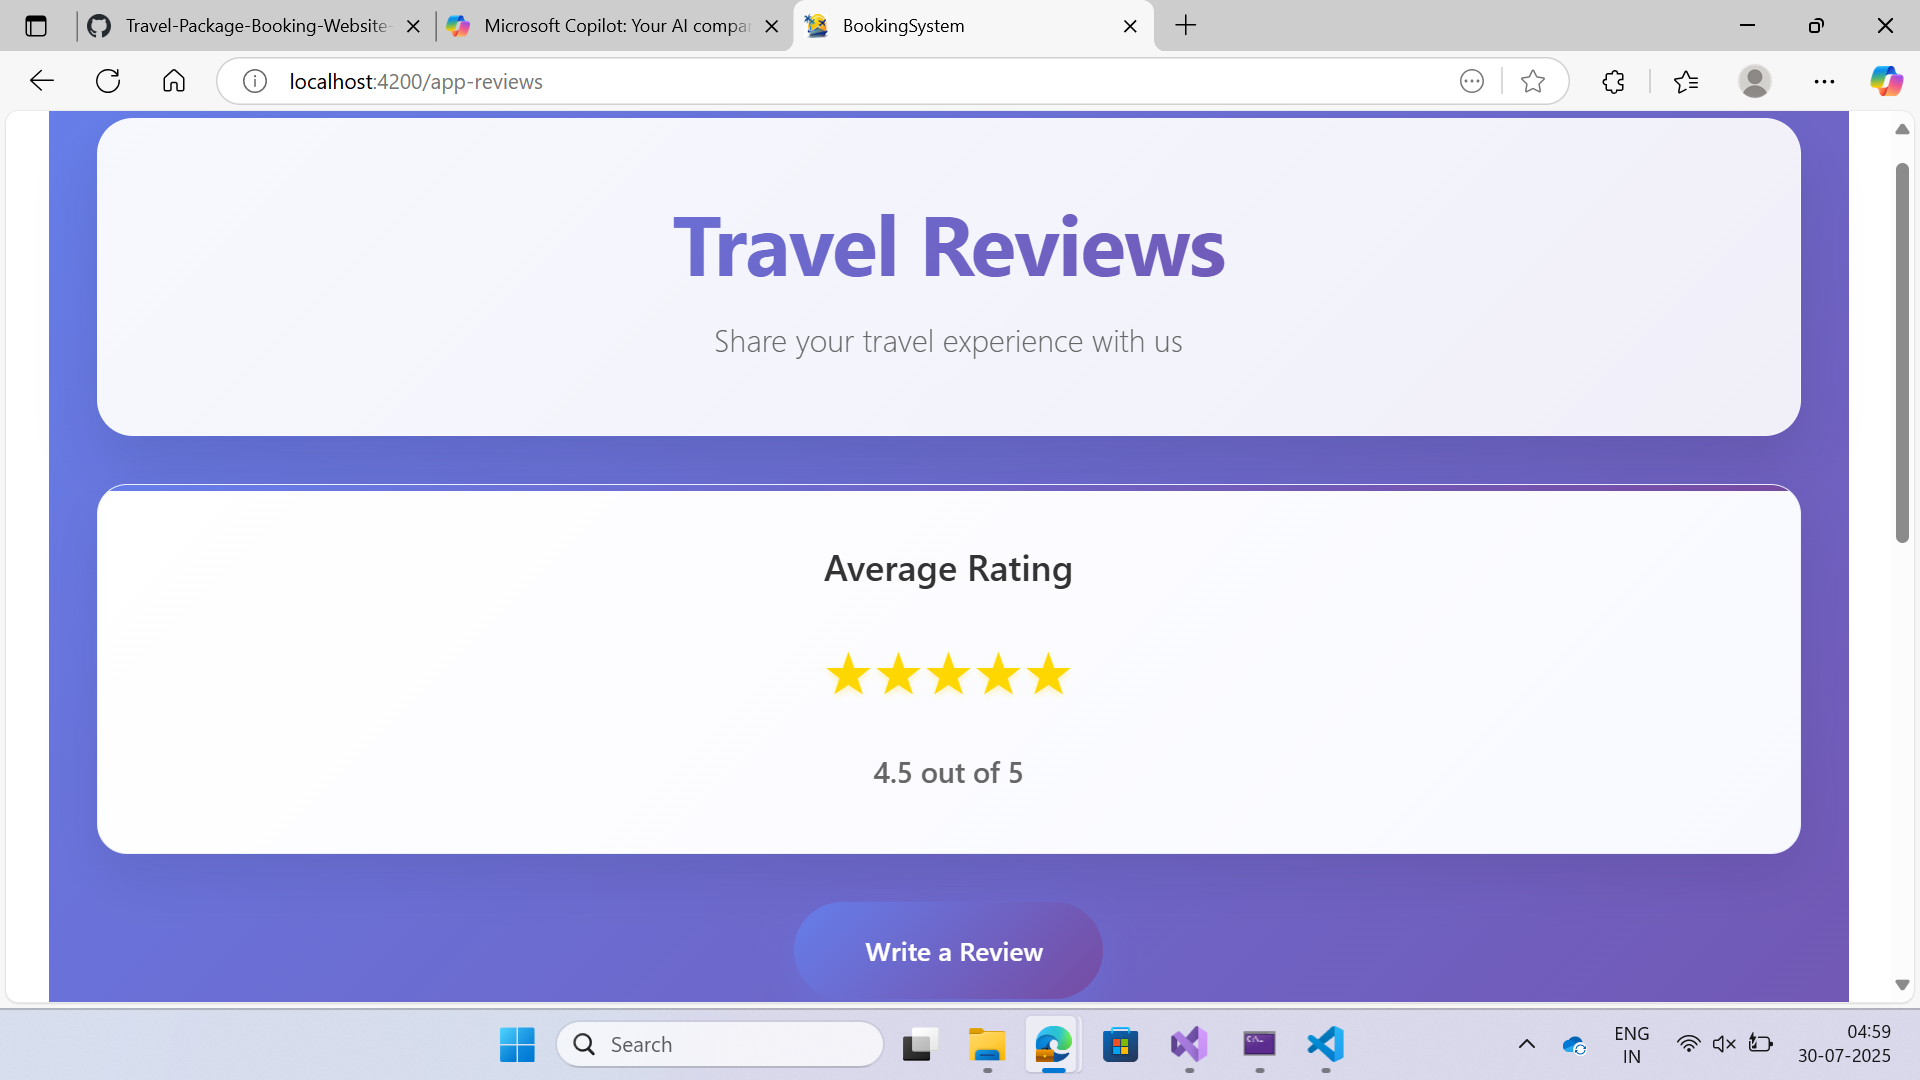 Travel-Package-Booking-Website-
Microsoft Copilot: Your AI compa
BookingSystem
localhost:4200/app-reviews
Travel Reviews
Share your travel experience with us
Average Rating
★★★★★
4.5 out of 5
Write a Review
Search
ENG
IN
04:59
30-07-2025